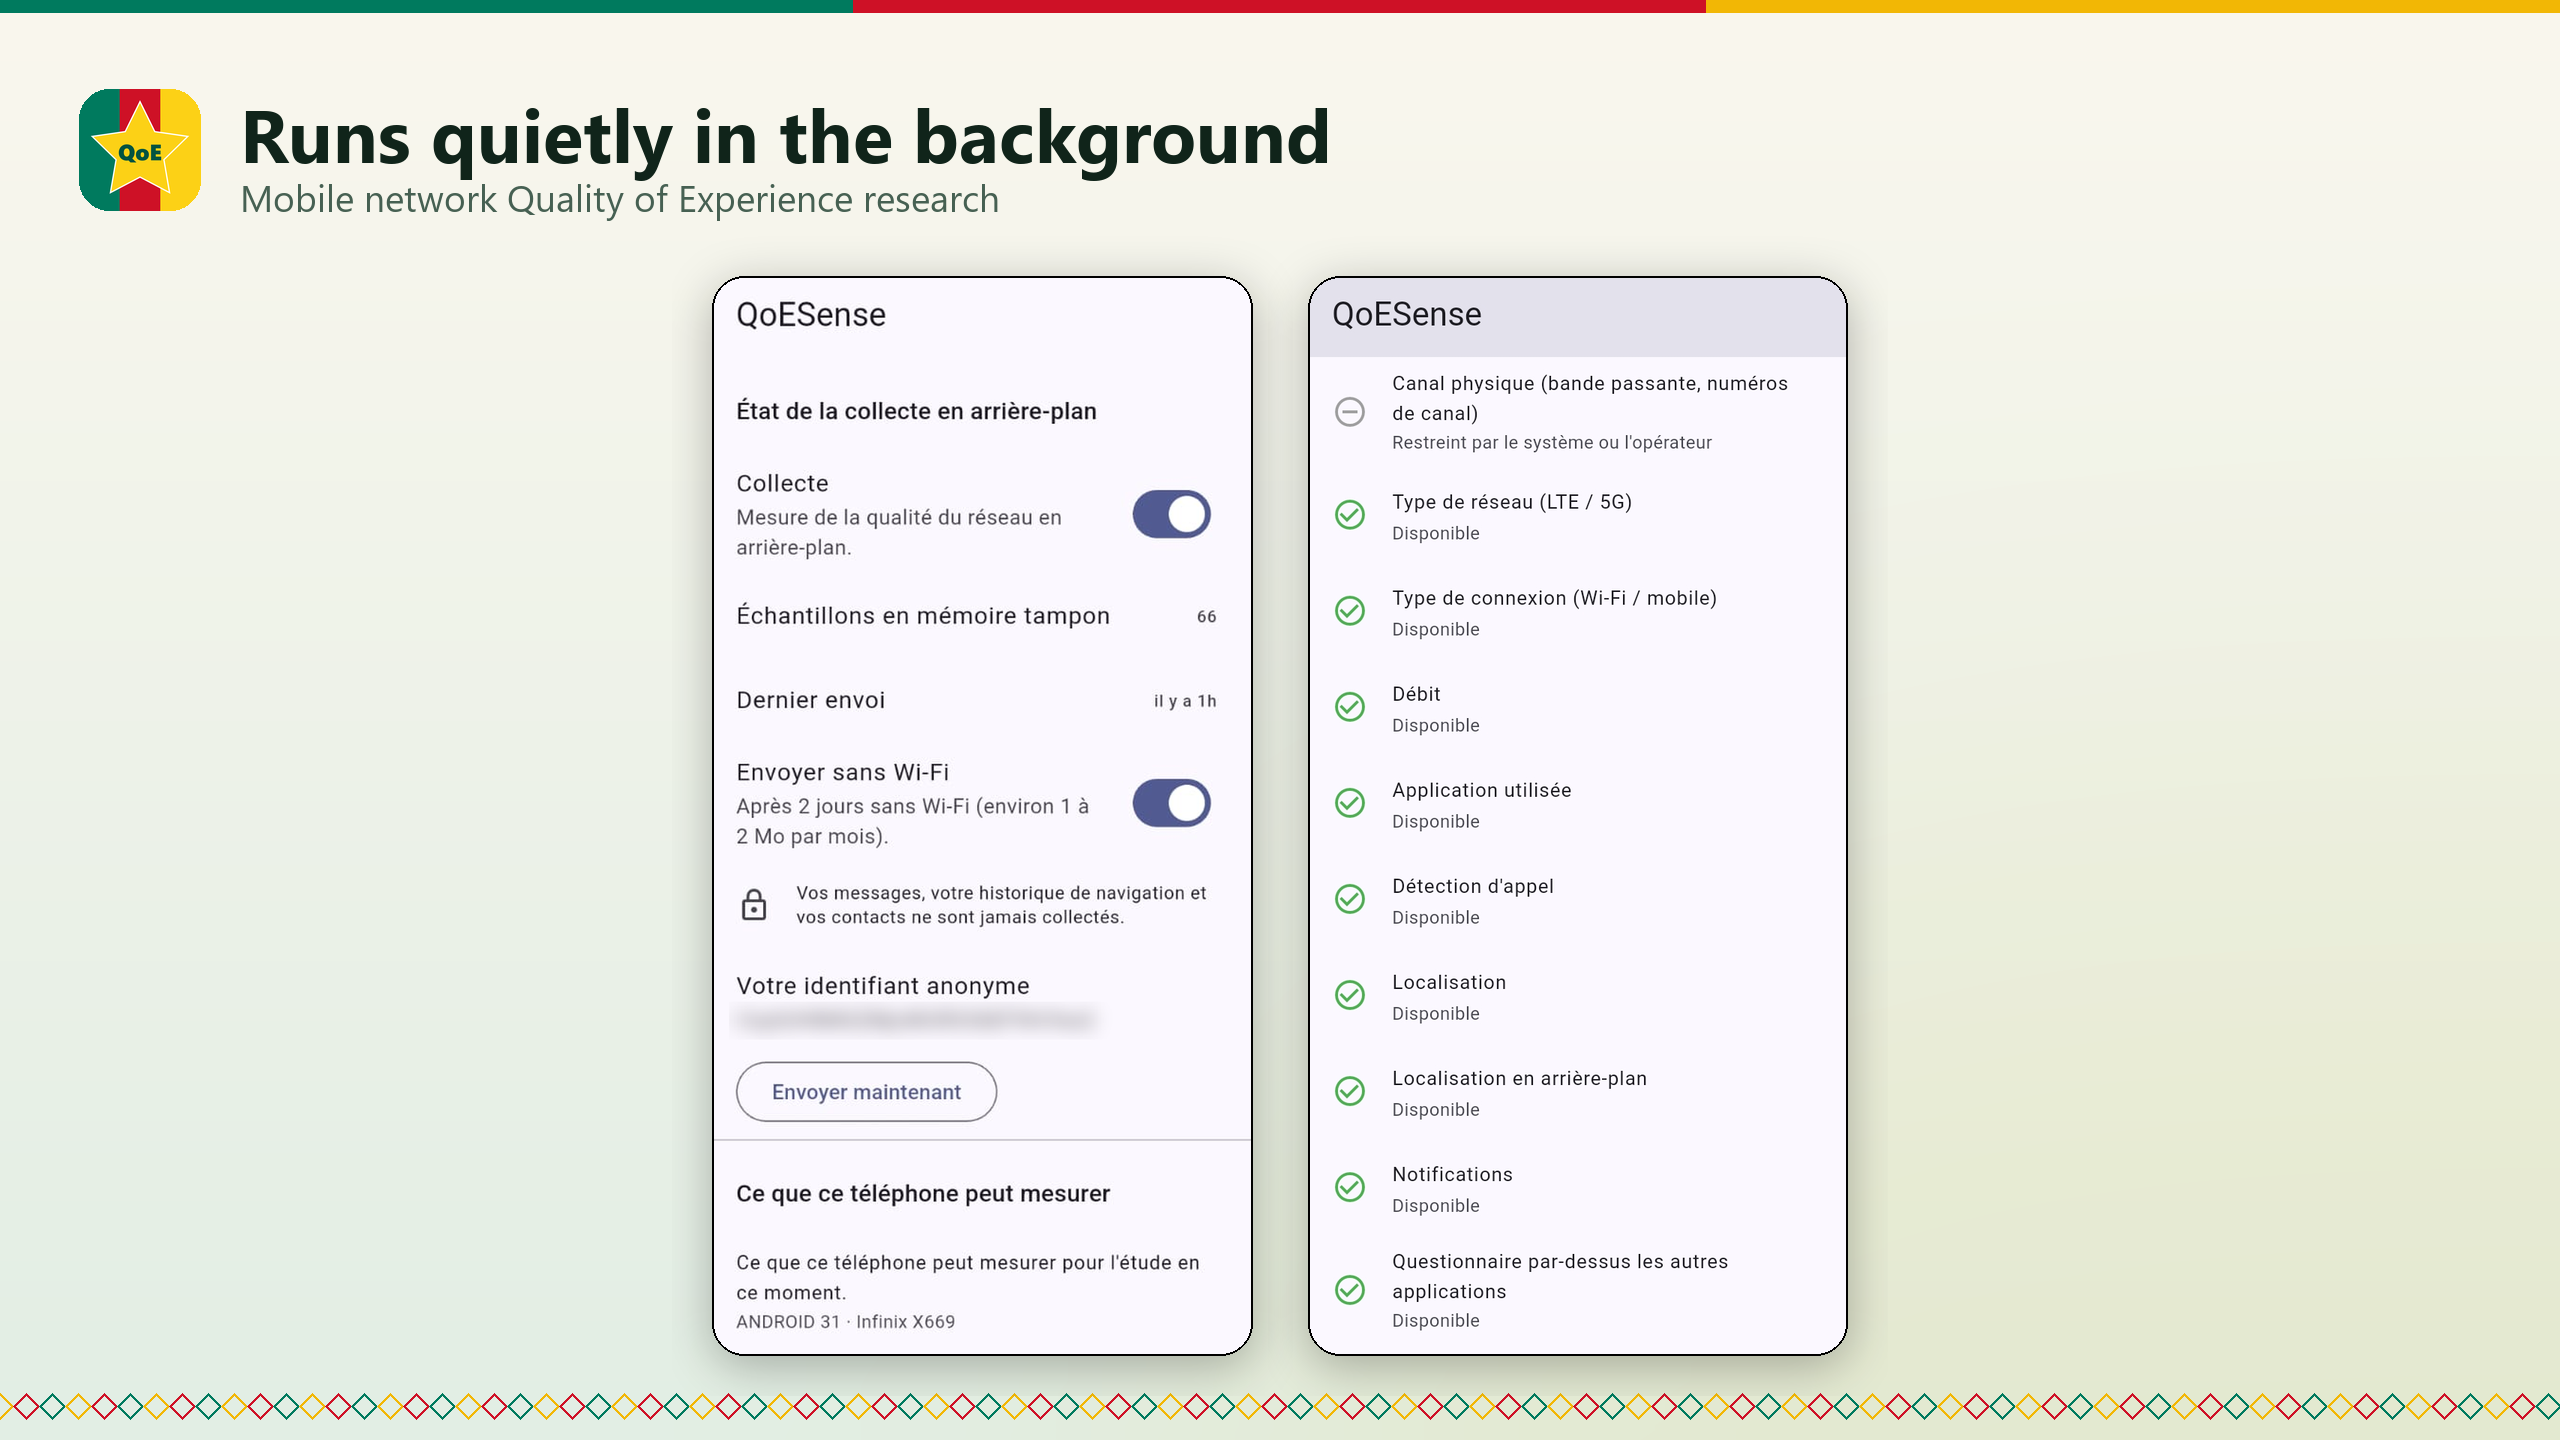 QoE
Runs quietly in the background
Mobile network Quality of Experience research
QoESense
État de la collecte en arrière-plan
Collecte
Mesure de la qualité du réseau en
arrière-plan.
Échantillons en mémoire tampon 66
Dernier envoi il y a 1h
Envoyer sans Wi-Fi
Après 2 jours sans Wi-Fi (environ 1 à
2 Mo par mois).
Vos messages, votre historique de navigation et
vos contacts ne sont jamais collectés.
Votre identifiant anonyme
Envoyer maintenant
Ce que ce téléphone peut mesurer
Ce que ce téléphone peut mesurer pour l'étude en
ce moment.
ANDROID 31 · Infinix X669
QoESense
Canal physique (bande passante, numéros
de canal)
Restreint par le système ou l'opérateur
Type de réseau (LTE / 5G)
Disponible
Type de connexion (Wi-Fi / mobile)
Disponible
Débit
Disponible
Application utilisée
Disponible
Détection d'appel
Disponible
Localisation
Disponible
Localisation en arrière-plan
Disponible
Notifications
Disponible
Questionnaire par-dessus les autres
applications
Disponible